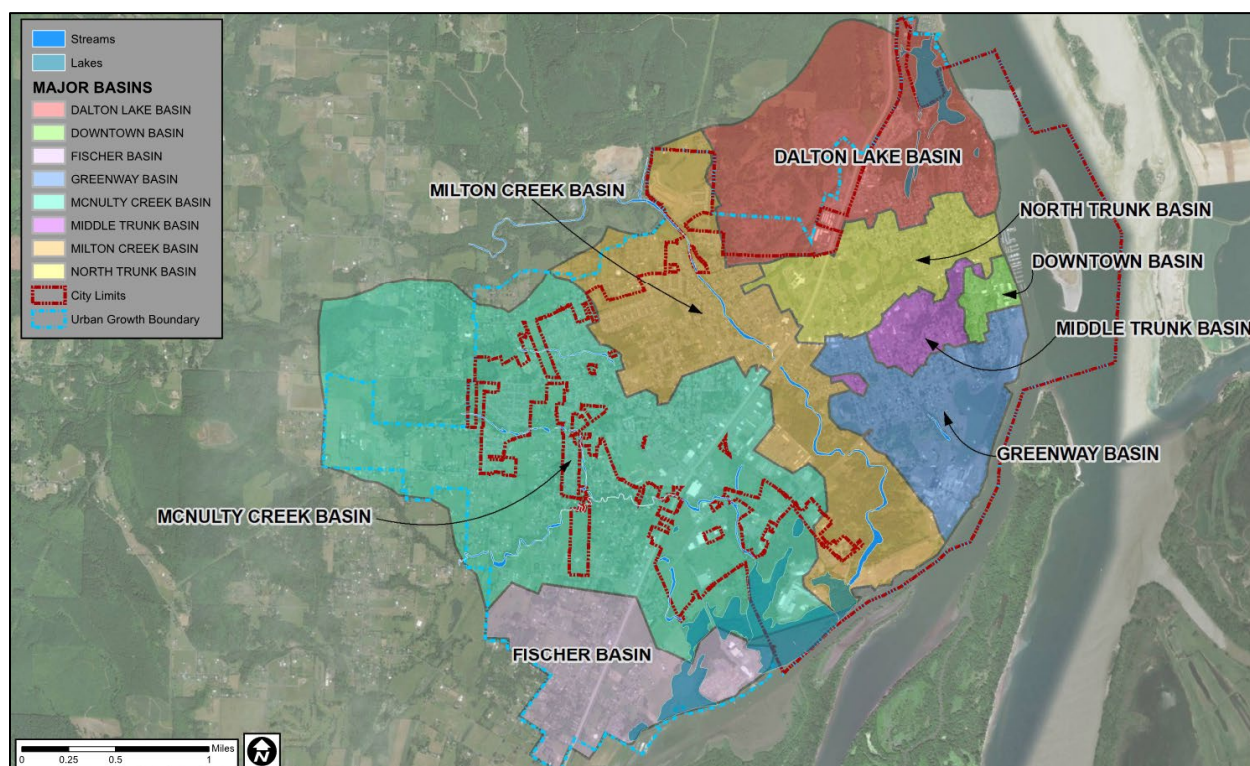 Streams
Lakes
MAJOR BASINS
DALTON LAKE BASIN
DOWNTOWN BASIN
FISCHER BASIN
GREENWAY BASIN
MCNULTY CREEK BASIN
MIDDLE TRUNK BASIN
MILTON CREEK BASIN
NORTH TRUNK BASIN
City Limits
Urban Growth Boundary
DALTON LAKE BASIN
MILTON CREEK BASIN
NORTH TRUNK BASIN
DOWNTOWN BASIN
MIDDLE TRUNK BASIN
GREENWAY BASIN
MCNULTY CREEK BASIN
FISCHER BASIN
Miles
0 0.25 0.5 1
N